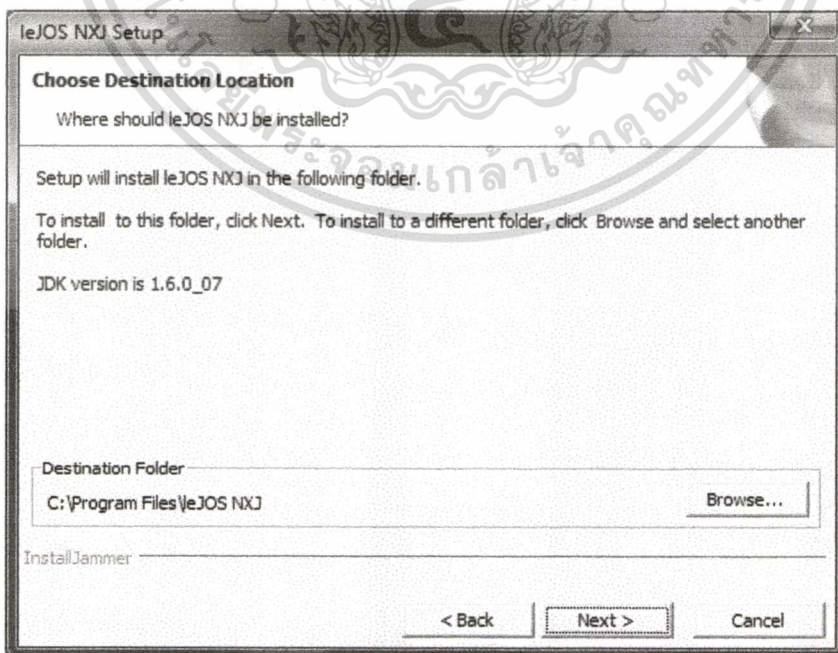 leJOS NXJ Setup
Choose Destination Location
Where should leJOS NXJ be installed?
Setup will install leJOS NXJ in the following folder.
To install to this folder, click Next. To install to a different folder, click Browse and select another
folder.
JDK version is 1.6.0_07
Destination Folder
C:\Program Files\leJOS NXJ
Browse...
InstallJammer
< Back
Next >
Cancel